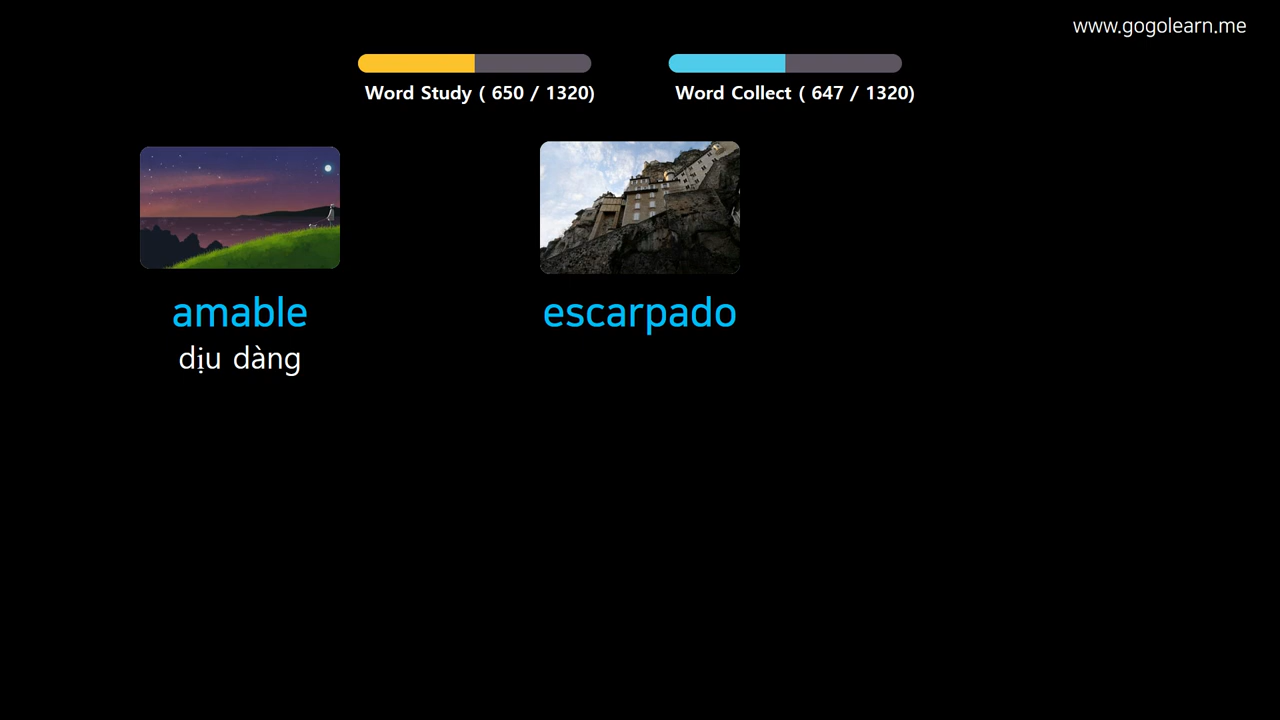 www.gogolearn.me
Word Study ( 650 / 1320)
Word Collect ( 647 / 1320)
amable
escarpado
dịu dàng